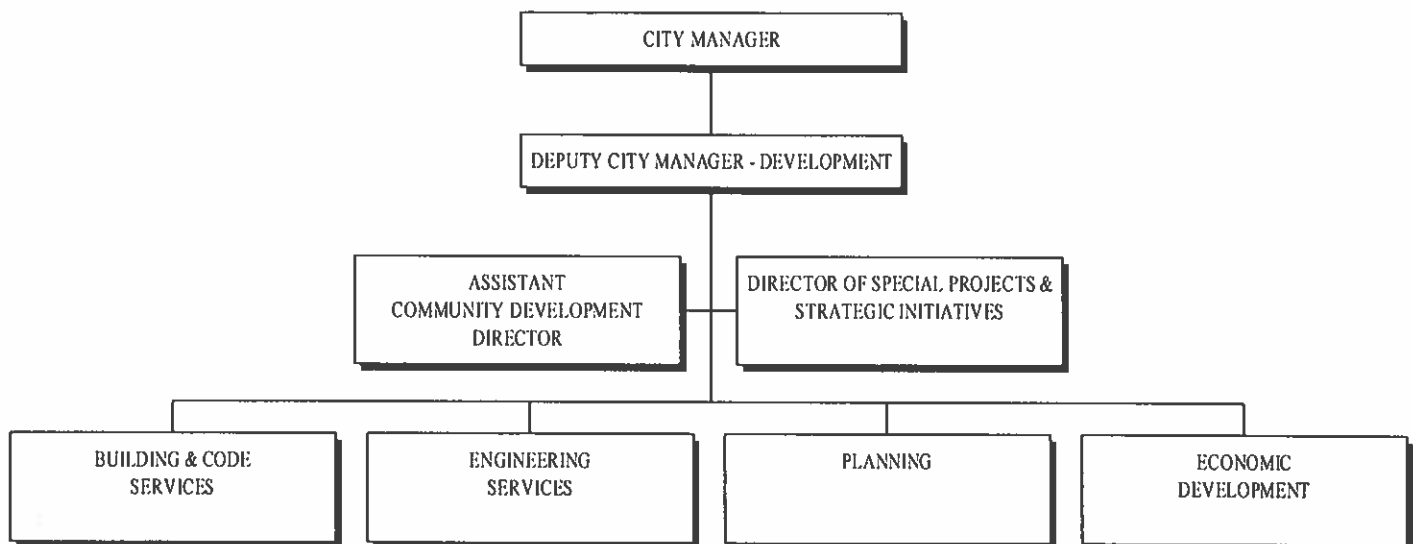 CITY MANAGER
DEPUTY CITY MANAGER - DEVELOPMENT
ASSISTANT
COMMUNITY DEVELOPMENT
DIRECTOR
DIRECTOR OF SPECIAL PROJECTS &
STRATEGIC INITIATIVES
BUILDING & CODE
SERVICES
ENGINEERING
SERVICES
PLANNING
ECONOMIC
DEVELOPMENT